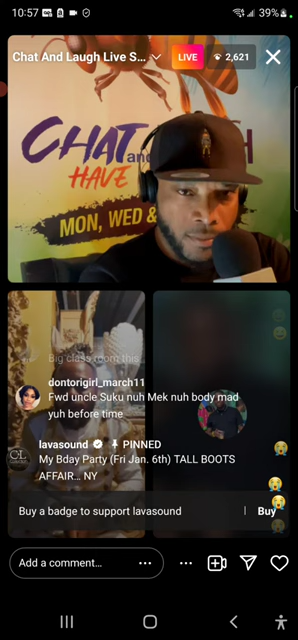 10:57
39%
Chat And Laugh Live S...
LIVE
2,621
CHAT
and
HAVE
MON, WED &
Big class room this
dontorigirl_march11
Fwd uncle Suku nuh Mek nuh body mad
yuh before time
lavasound PINNED
My Bday Party (Fri Jan. 6th) TALL BOOTS
AFFAIR... NY
Buy a badge to support lavasound
Buy
Add a comment...